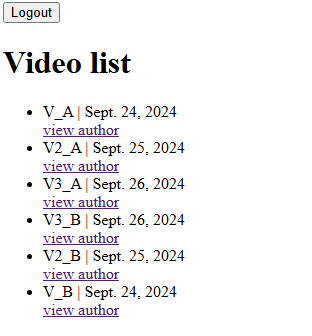 Logout
Video list
V_A | Sept. 24, 2024
view author
V2_A | Sept. 25, 2024
view author
V3_A | Sept. 26, 2024
view author
V3_B | Sept. 26, 2024
view author
V2_B | Sept. 25, 2024
view author
V_B | Sept. 24, 2024
view author